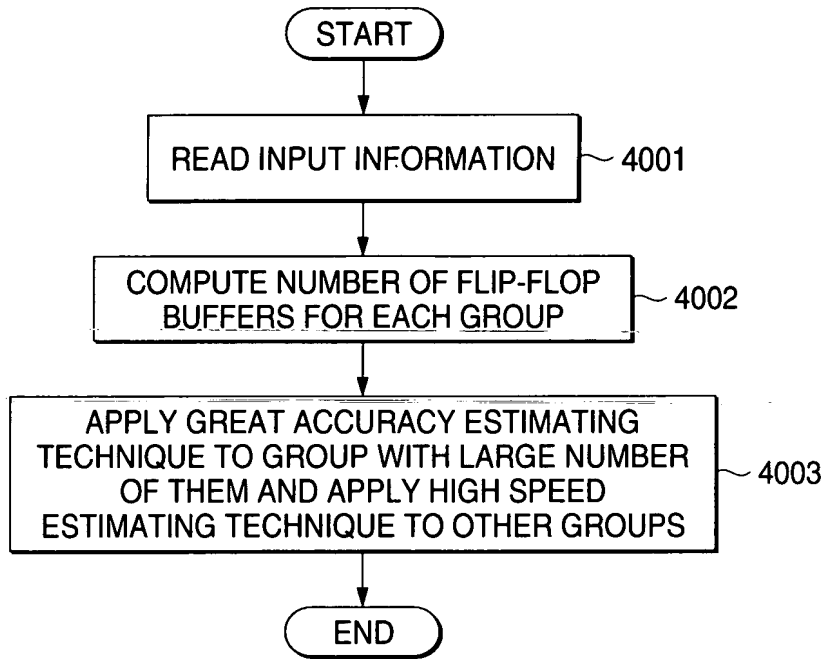 START
READ INPUT INFORMATION
4001
COMPUTE NUMBER OF FLIP-FLOP
BUFFERS FOR EACH GROUP
4002
APPLY GREAT ACCURACY ESTIMATING
TECHNIQUE TO GROUP WITH LARGE NUMBER
OF THEM AND APPLY HIGH SPEED
ESTIMATING TECHNIQUE TO OTHER GROUPS
4003
END